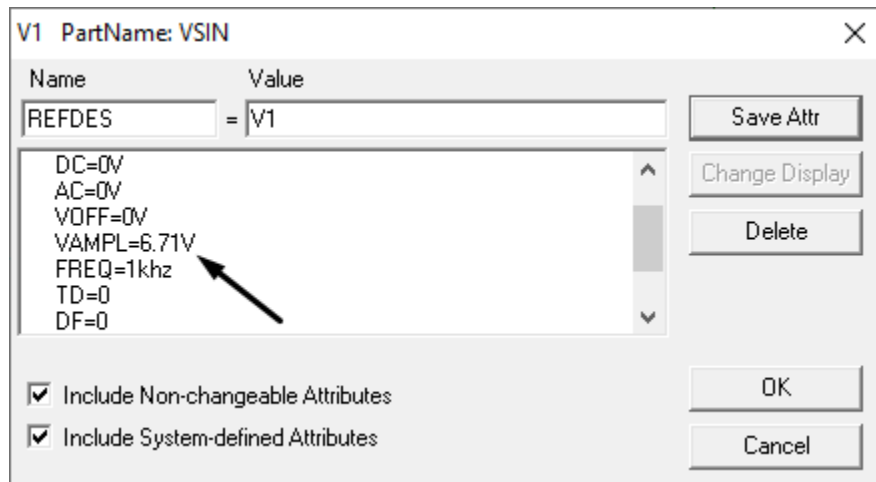 V1 PartName: VSIN
Name Value
REFDES = V1
Save Attr
DC=0V
AC=0V
VOFF=0V
VAMPL=6.71V
FREQ=1khz
TD=0
DF=0
Change Display
Delete
Include Non-changeable Attributes
Include System-defined Attributes
OK
Cancel